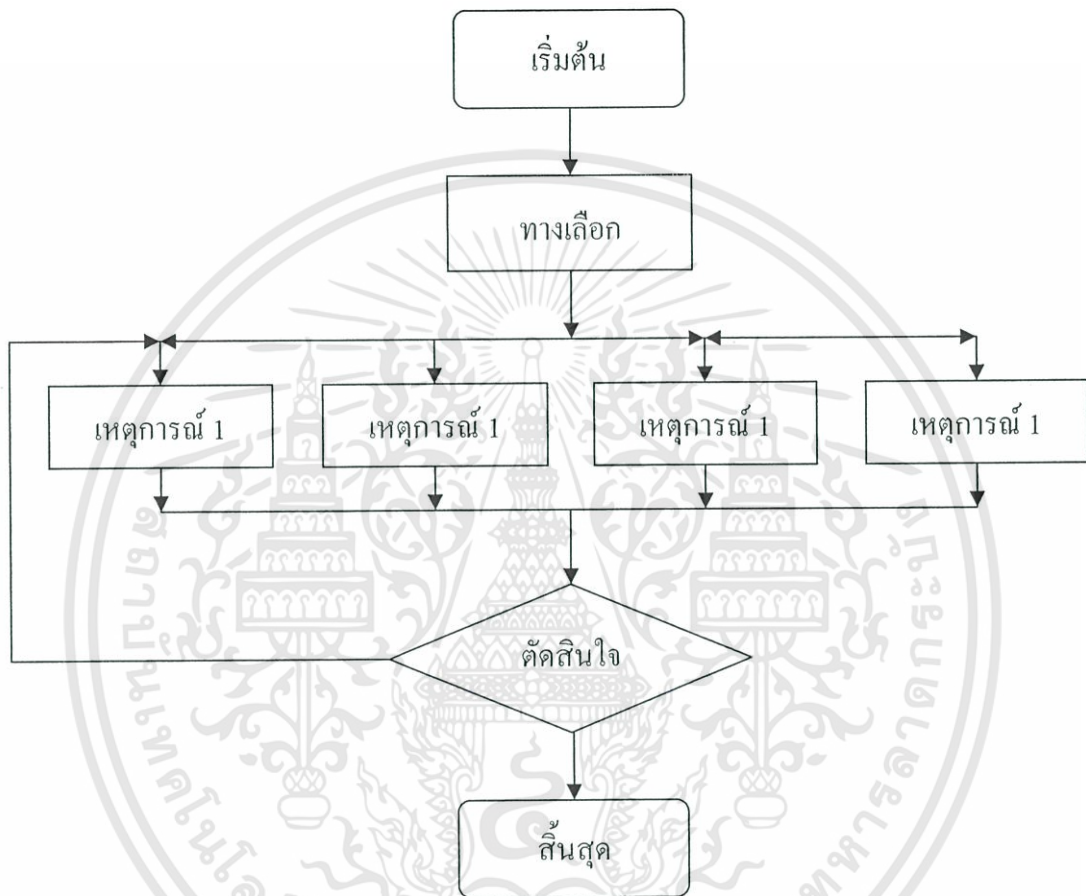 เริ่มต้น
ทางเลือก
เหตุการณ์ 1
เหตุการณ์ 1
เหตุการณ์ 1
เหตุการณ์ 1
ตัดสินใจ
สิ้นสุด